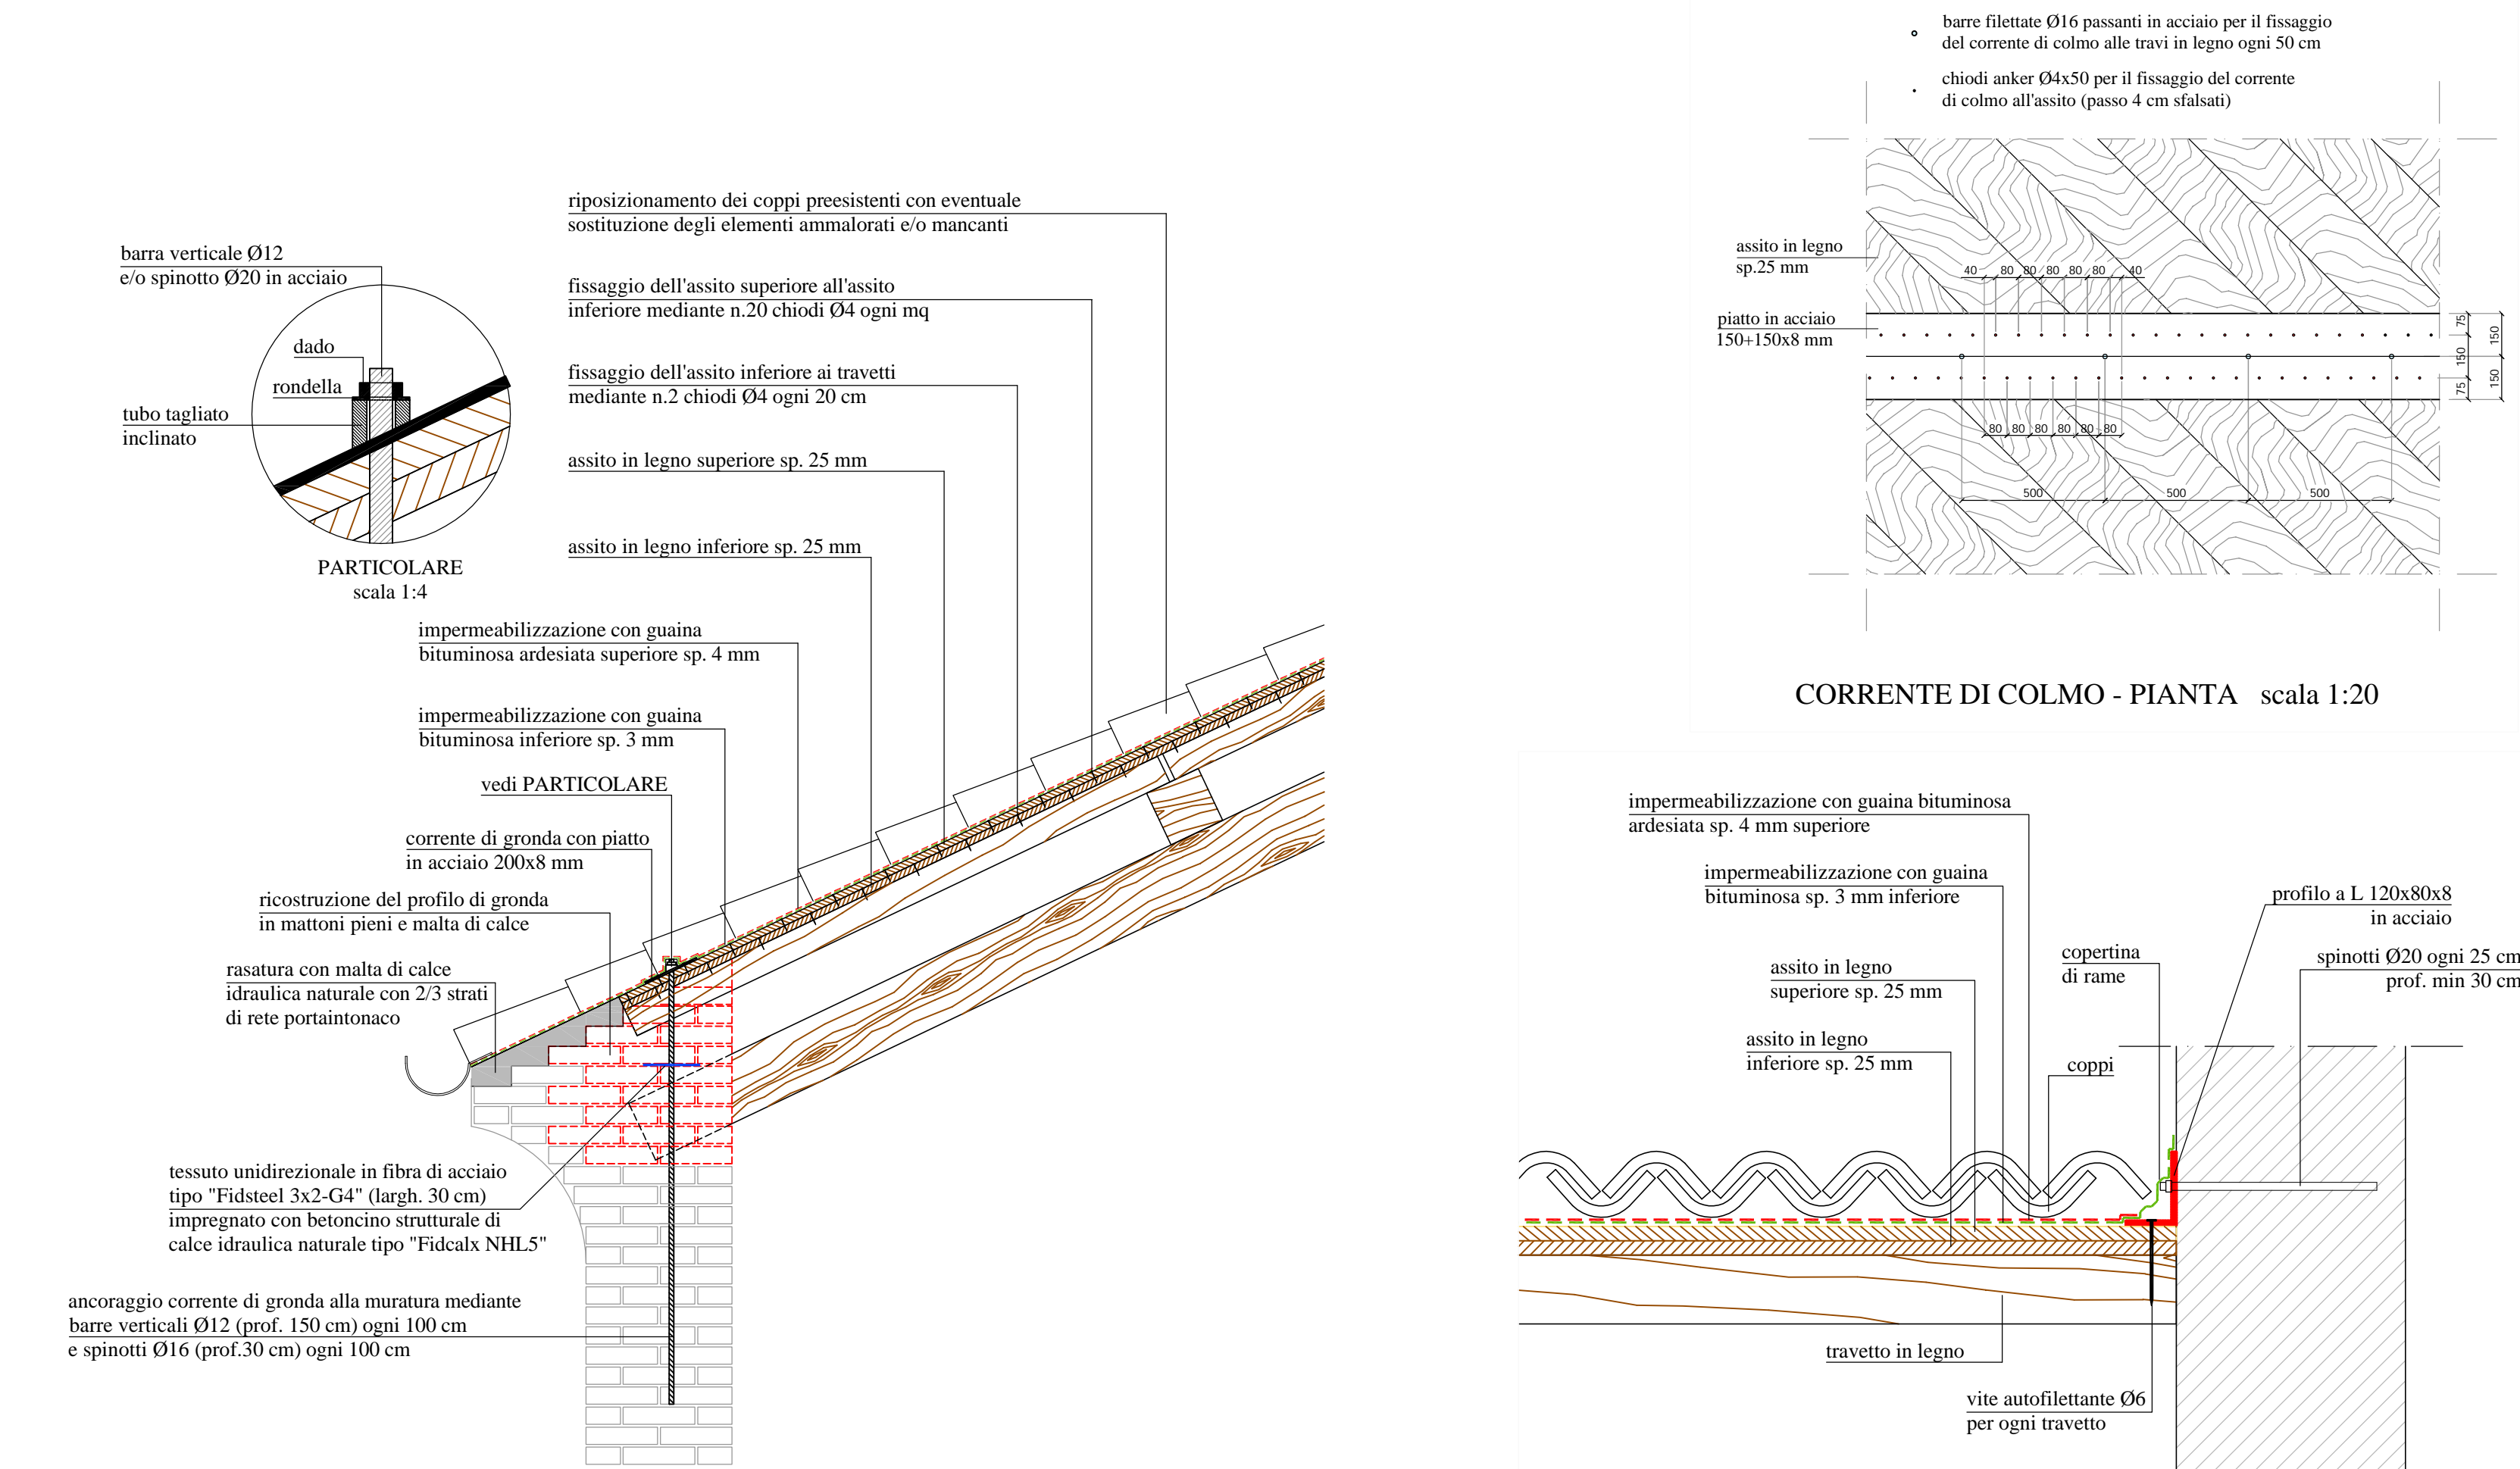 barra verticale Ø12
e/o spinotto Ø20 in acciaio
dado
rondella
tubo tagliato
inclinato
PARTICOLARE
scala 1:4
riposizionamento dei coppi preesistenti con eventuale
sostituzione degli elementi ammalorati e/o mancanti
fissaggio dell'assito superiore all'assito
inferiore mediante n.20 chiodi Ø4 ogni mq
fissaggio dell'assito inferiore ai travetti
mediante n.2 chiodi Ø4 ogni 20 cm
assito in legno superiore sp. 25 mm
assito in legno inferiore sp. 25 mm
impermeabilizzazione con guaina
bituminosa ardesiata superiore sp. 4 mm
impermeabilizzazione con guaina
bituminosa inferiore sp. 3 mm
vedi PARTICOLARE
corrente di gronda con piatto
in acciaio 200x8 mm
ricostruzione del profilo di gronda
in mattoni pieni e malta di calce
rasatura con malta di calce
idraulica naturale con 2/3 strati
di rete portaintonaco
tessuto unidirezionale in fibra di acciaio
tipo "Fidsteel 3x2-G4" (largh. 30 cm)
impregnato con betoncino strutturale di
calce idraulica naturale tipo "Fidcalx NHL5"
ancoraggio corrente di gronda alla muratura mediante
barre verticali Ø12 (prof. 150 cm) ogni 100 cm
e spinotti Ø16 (prof.30 cm) ogni 100 cm
barre filettate Ø16 passanti in acciaio per il fissaggio
del corrente di colmo alle travi in legno ogni 50 cm
chiodi anker Ø4x50 per il fissaggio del corrente
di colmo all'assito (passo 4 cm sfalsati)
assito in legno
sp.25 mm
piatto in acciaio
150+150x8 mm
40 80 80 80 80 80 40
80 80 80 80 80 80
500 500 500
75 150 75
150 150
CORRENTE DI COLMO - PIANTA scala 1:20
impermeabilizzazione con guaina bituminosa
ardesiata sp. 4 mm superiore
impermeabilizzazione con guaina
bituminosa sp. 3 mm inferiore
assito in legno
superiore sp. 25 mm
assito in legno
inferiore sp. 25 mm
copertina
di rame
coppi
profilo a L 120x80x8
in acciaio
spinotti Ø20 ogni 25 cm
prof. min 30 cm
travetto in legno
vite autofilettante Ø6
per ogni travetto